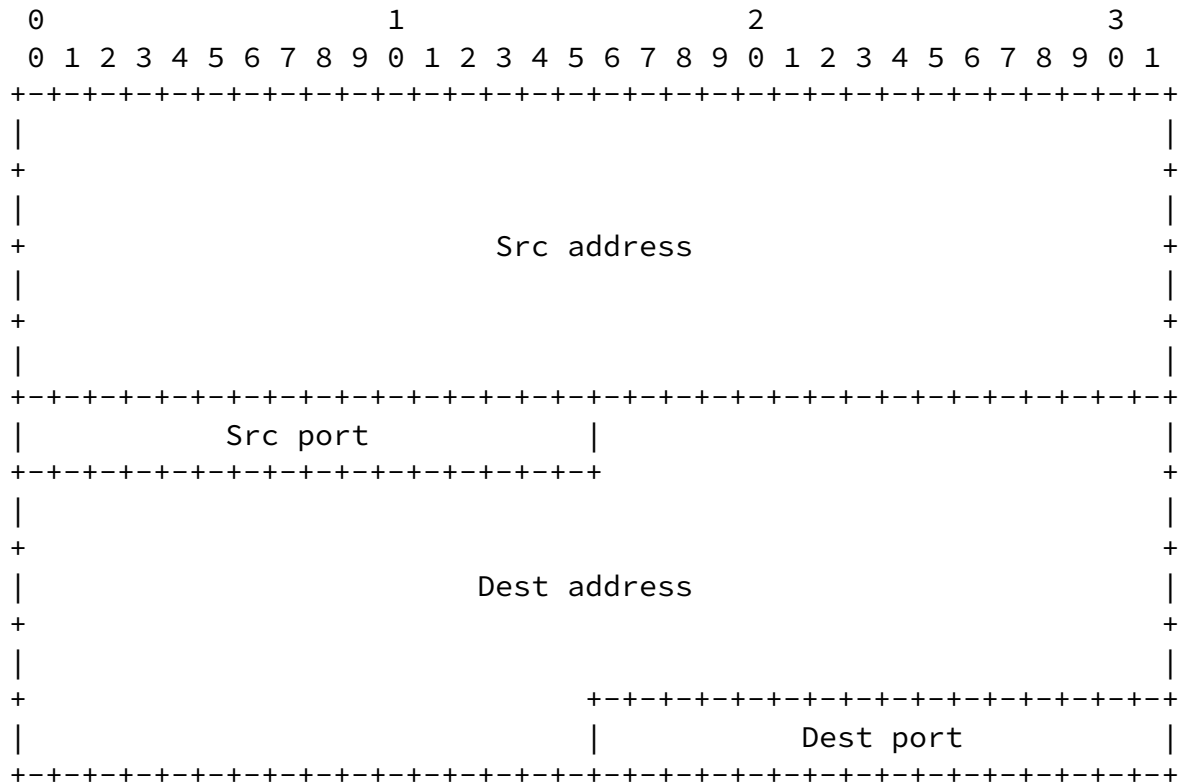 0                   1                   2                   3
 0 1 2 3 4 5 6 7 8 9 0 1 2 3 4 5 6 7 8 9 0 1 2 3 4 5 6 7 8 9 0 1
+-+-+-+-+-+-+-+-+-+-+-+-+-+-+-+-+-+-+-+-+-+-+-+-+-+-+-+-+-+-+-+-+
|                                                               |
+                                                               +
|                                                               |
+                          Src address                          +
|                                                               |
+                                                               +
|                                                               |
+-+-+-+-+-+-+-+-+-+-+-+-+-+-+-+-+-+-+-+-+-+-+-+-+-+-+-+-+-+-+-+-+
|           Src port            |                               |
+-+-+-+-+-+-+-+-+-+-+-+-+-+-+-+-+                               +
|                                                               |
+                                                               +
|                         Dest address                          |
+                                                               +
|                                                               |
+                               +-+-+-+-+-+-+-+-+-+-+-+-+-+-+-+-+
|                               |           Dest port           |
+-+-+-+-+-+-+-+-+-+-+-+-+-+-+-+-+-+-+-+-+-+-+-+-+-+-+-+-+-+-+-+-+